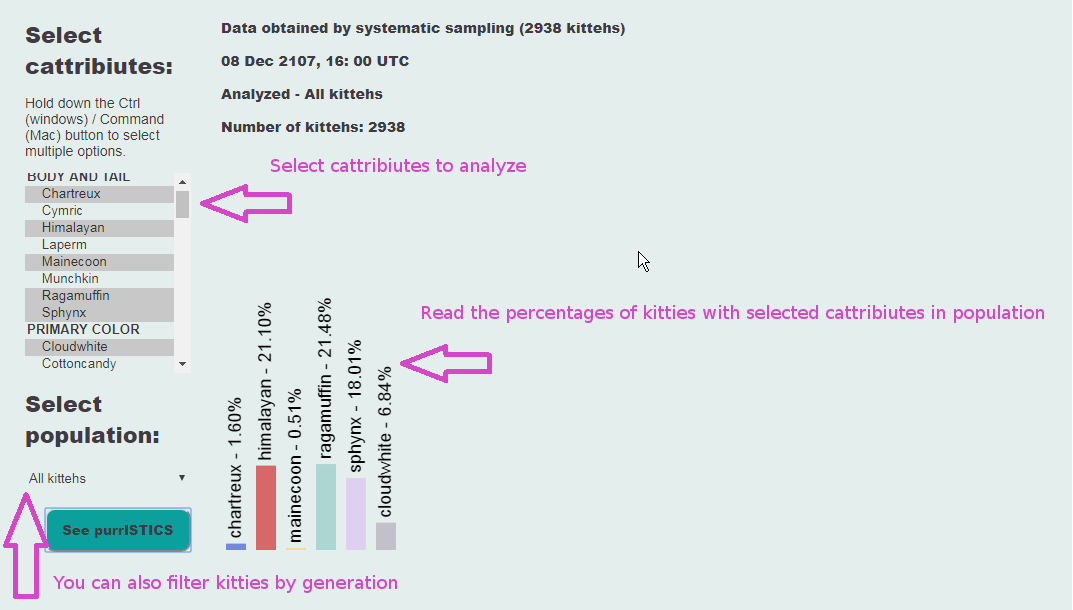 Select
cattribiutes:
Hold down the Ctrl
(windows) / Command
(Mac) button to select
multiple options.
BODY AND TAIL
Chartreux
Cymric
Himalayan
Laperm
Mainecoon
Munchkin
Ragamuffin
Sphynx
PRIMARY COLOR
Cloudwhite
Cottoncandy
Select
population:
All kittehs
See purrISTICS
You can also filter kitties by generation
Data obtained by systematic sampling (2938 kittehs)
08 Dec 2107, 16: 00 UTC
Analyzed - All kittehs
Number of kittehs: 2938
Select cattribiutes to analyze
Read the percentages of kitties with selected cattribiutes in population
chartreux - 1.60%
himalayan - 21.10%
mainecoon - 0.51%
ragamuffin - 21.48%
sphynx - 18.01%
cloudwhite - 6.84%